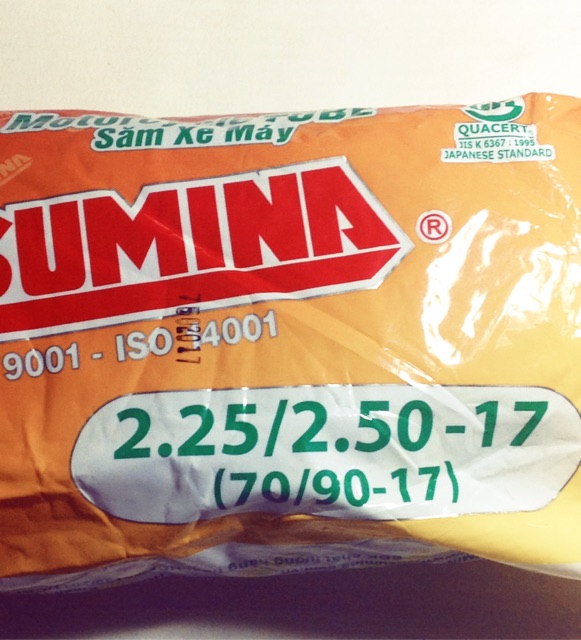 Săm Xe Máy
QUACERT
JIS K 6367 : 1995
JAPANESE STANDARD
SUMINA
®
9001 - ISO 14001
2.25/2.50-17
(70/90-17)